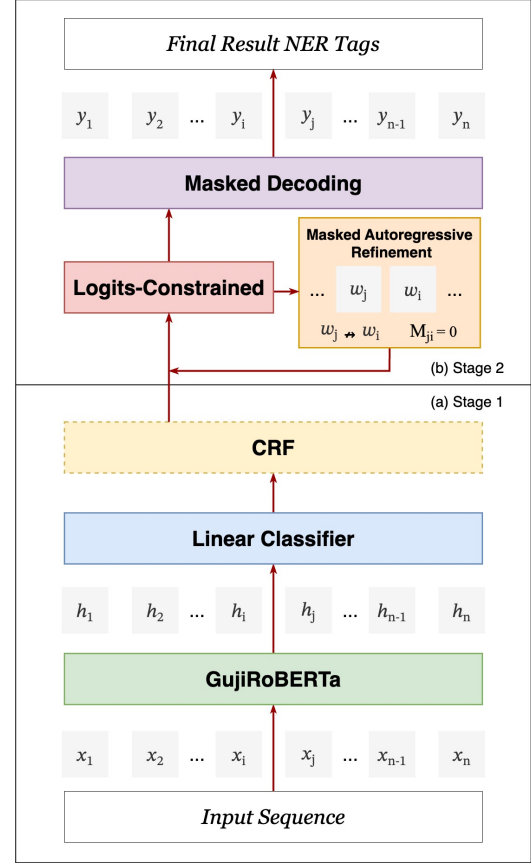 Final Result NER Tags
y₁ y₂ ... yᵢ yⱼ ... yₙ₋₁ yₙ
Masked Decoding
Masked Autoregressive
Refinement
Logits-Constrained
... wⱼ wᵢ ...
wⱼ ↛ wᵢ Mⱼᵢ = 0
(b) Stage 2
(a) Stage 1
CRF
Linear Classifier
h₁ h₂ ... hᵢ hⱼ ... hₙ₋₁ hₙ
GujiRoBERTa
x₁ x₂ ... xᵢ xⱼ ... xₙ₋₁ xₙ
Input Sequence